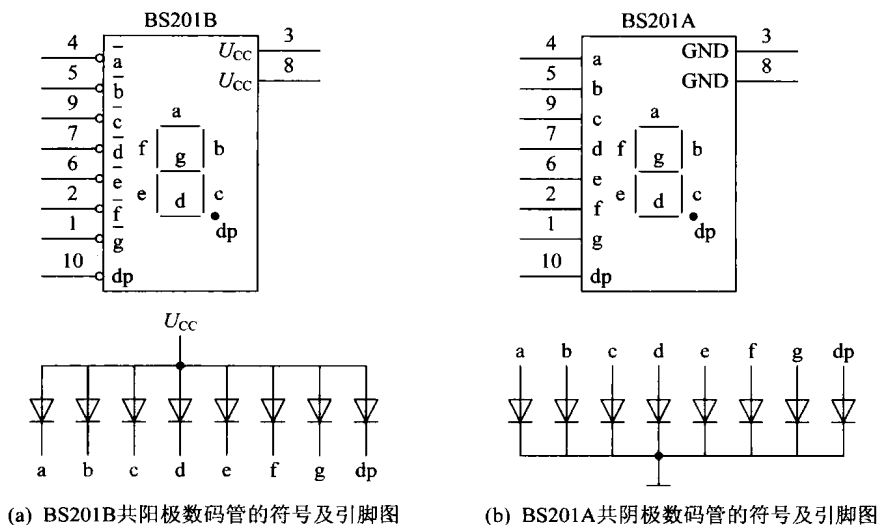 BS201B
4 a̅ U_CC 3
5 b̅ U_CC 8
9 c̅
7 d̅
6 e̅
2 f̅
1 g̅
10 dp
a
f g b
e d c
dp
U_CC
a b c d e f g dp
(a) BS201B共阳极数码管的符号及引脚图
BS201A
4 a GND 3
5 b GND 8
9 c
7 d
6 e
2 f
1 g
10 dp
a
f g b
e d c
dp
a b c d e f g dp
(b) BS201A共阴极数码管的符号及引脚图